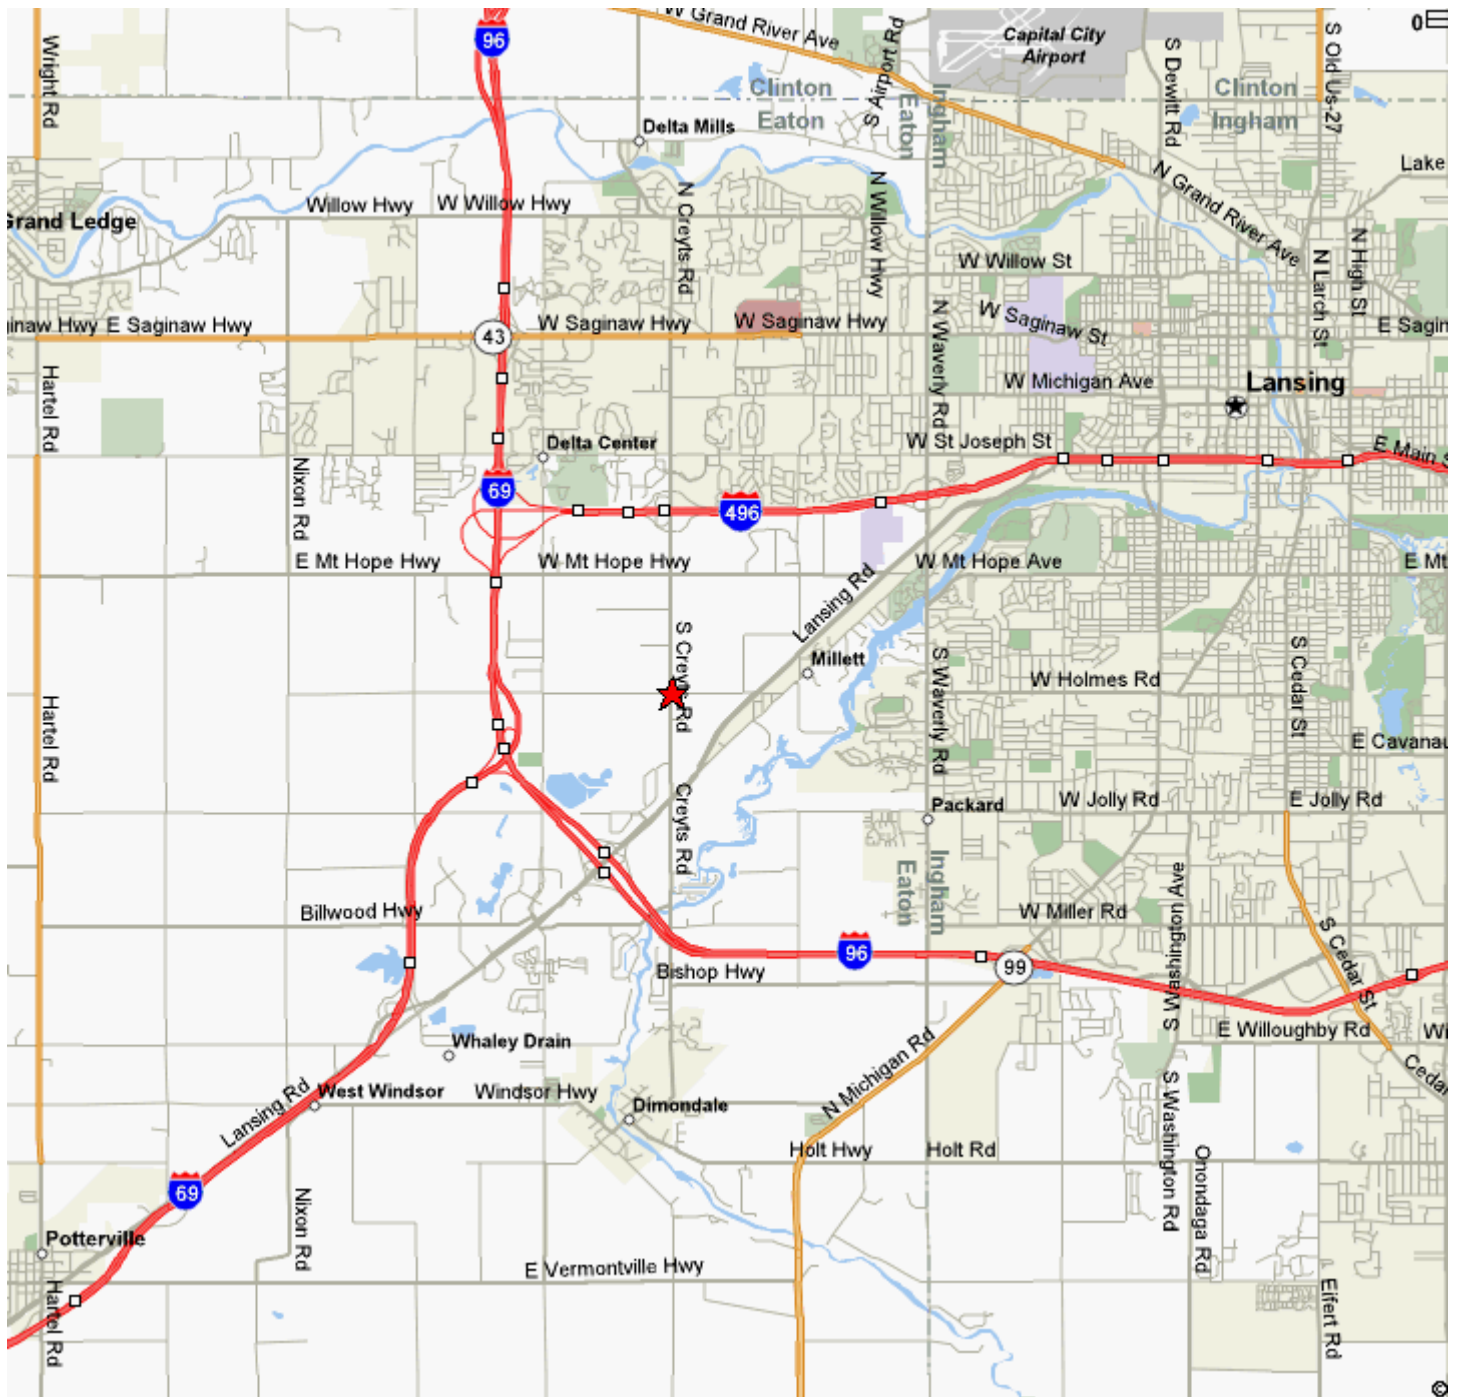 96
W Grand River Ave
Capital City
Airport
S Airport Rd
S Dewitt Rd
S Old Us-27
0
Wright Rd
Clinton
Eaton
Eaton
Ingham
Clinton
Ingham
Delta Mills
Lake
N Grand River Ave
Willow Hwy
W Willow Hwy
N Creyts Rd
N Willow Hwy
Grand Ledge
W Willow St
N Larch St
N High St
ginaw Hwy
E Saginaw Hwy
43
W Saginaw Hwy
W Saginaw Hwy
N Waverly Rd
W Saginaw St
E Sagin
Hartel Rd
W Michigan Ave
Lansing
Delta Center
W St Joseph St
E Main S
Nixon Rd
69
496
E Mt Hope Hwy
W Mt Hope Hwy
Lansing Rd
W Mt Hope Ave
E Mt
S Creyts Rd
Millett
S Waverly Rd
W Holmes Rd
S Cedar St
Hartel Rd
E Cavanau
Creyts Rd
Packard
W Jolly Rd
E Jolly Rd
Eaton
Ingham
S Washington Ave
Billwood Hwy
W Miller Rd
S Cedar St
96
Bishop Hwy
99
E Willoughby Rd
Wi
Whaley Drain
N Michigan Rd
Cedar
Lansing Rd
West Windsor
Windsor Hwy
Dimondale
S Washington Rd
Holt Hwy
Holt Rd
Onondaga Rd
69
Nixon Rd
Potterville
E Vermontville Hwy
Hartel Rd
Eifert Rd
©